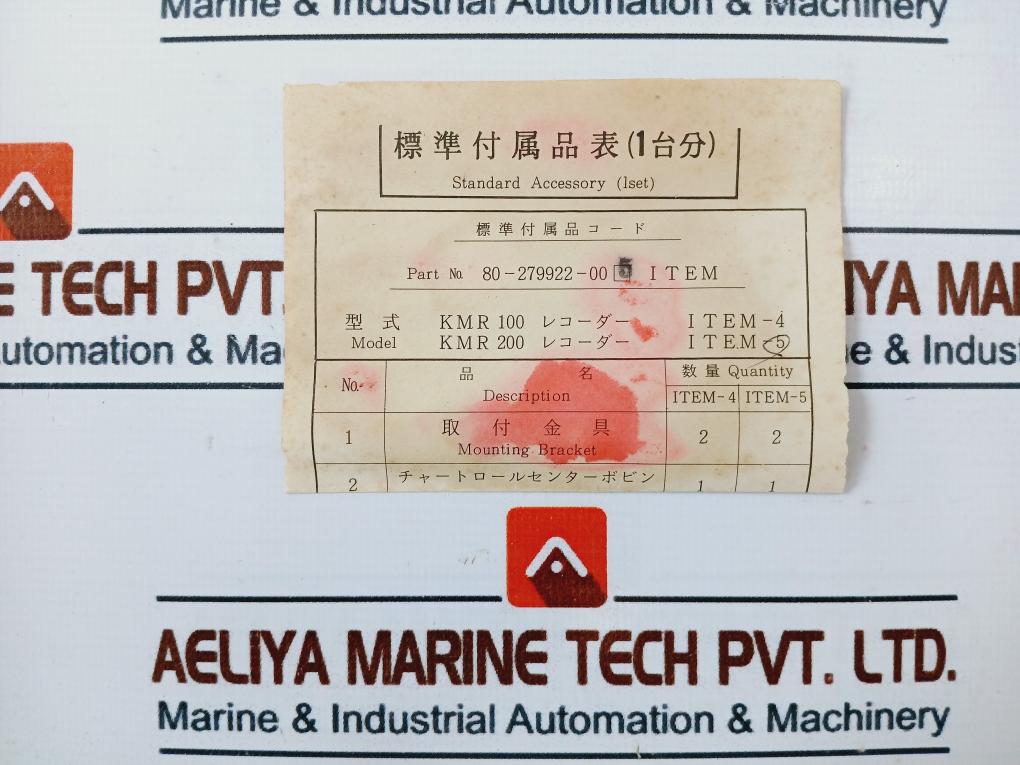 Marine & Industrial Automation & Machinery
標準付属品表(1台分)
Standard Accessory (1set)
標準付属品コード
Part No. 80-279922-00 5 ITEM
型式 KMR 100 レコーダー ITEM-4
Model KMR 200 レコーダー ITEM-5
No. 品名 数量 Quantity
Description ITEM-4 ITEM-5
1 取付金具 2 2
Mounting Bracket
2 チャートロールセンターボビン 1 1
E TECH PVT.
utomation & Ma
IYA MA
ne & Indust
AELIYA MARINE TECH PVT. LTD.
Marine & Industrial Automation & Machinery